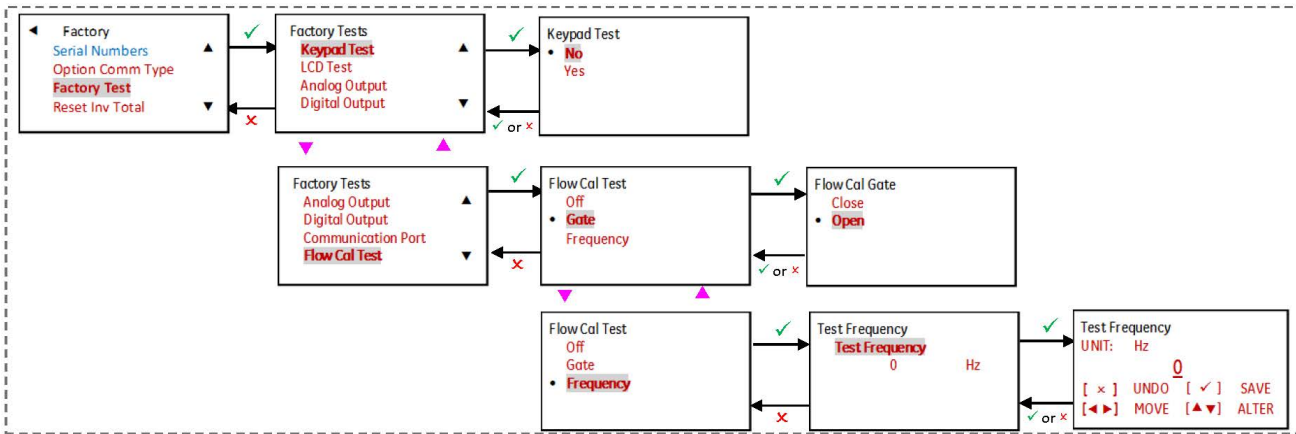 Factory
Serial Numbers
Option Comm Type
Factory Test
Reset Inv Total
Factory Tests
Keypad Test
LCD Test
Analog Output
Digital Output
Keypad Test
• No
Yes
✓ or ×
Factory Tests
Analog Output
Digital Output
Communication Port
Flow Cal Test
Flow Cal Test
Off
• Gate
Frequency
Flow Cal Gate
Close
• Open
✓ or ×
Flow Cal Test
Off
Gate
• Frequency
Test Frequency
Test Frequency
0 Hz
Test Frequency
UNIT: Hz
0
[ × ] UNDO [ ✓ ] SAVE
[◄ ►] MOVE [▲▼] ALTER
✓ or ×